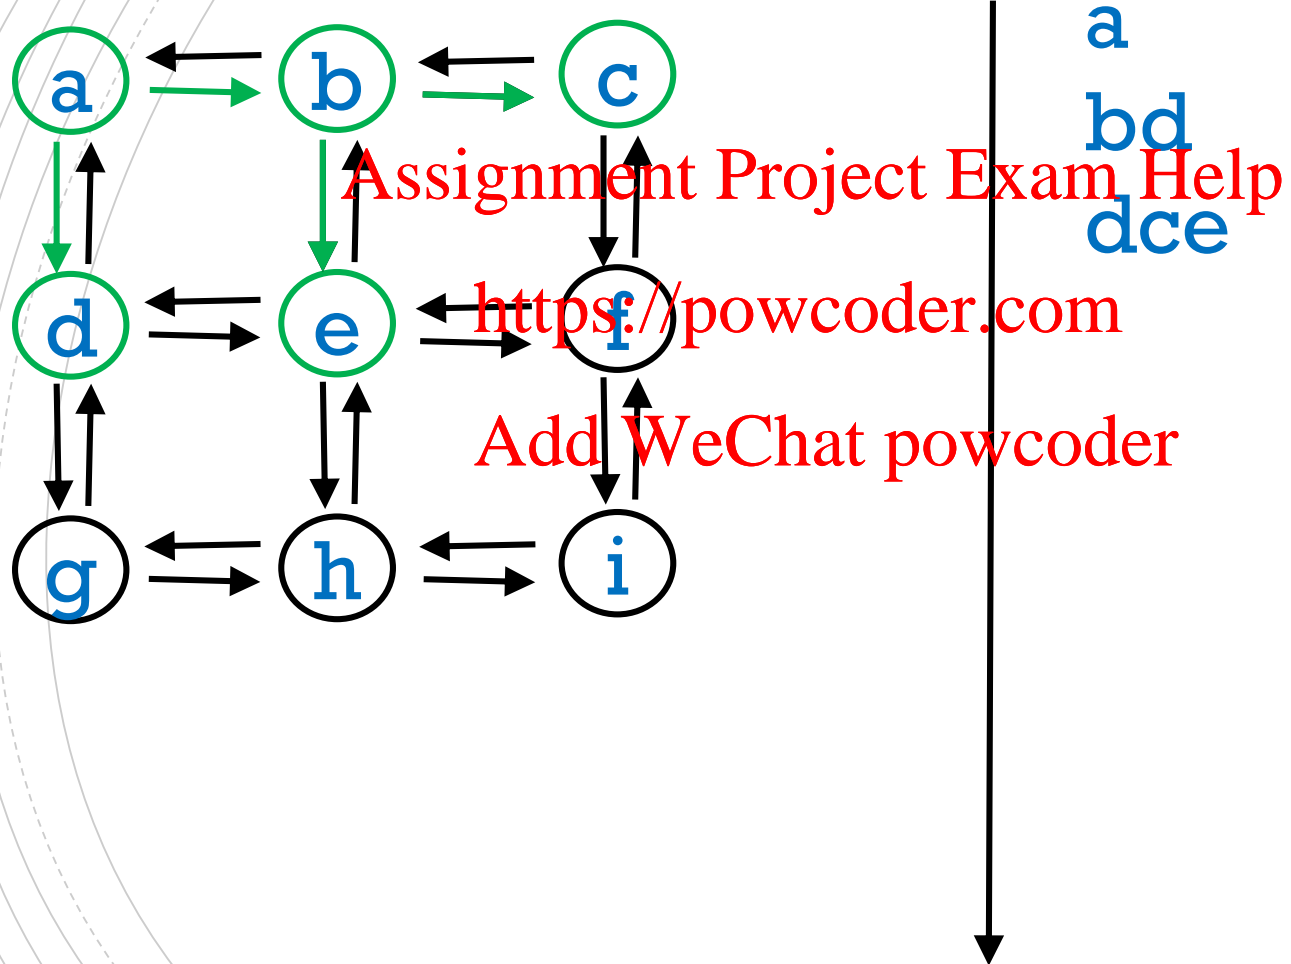 a b c
a
bd
Assignment Project Exam Help
dce
d e f
https://powcoder.com
Add WeChat powcoder
g h i